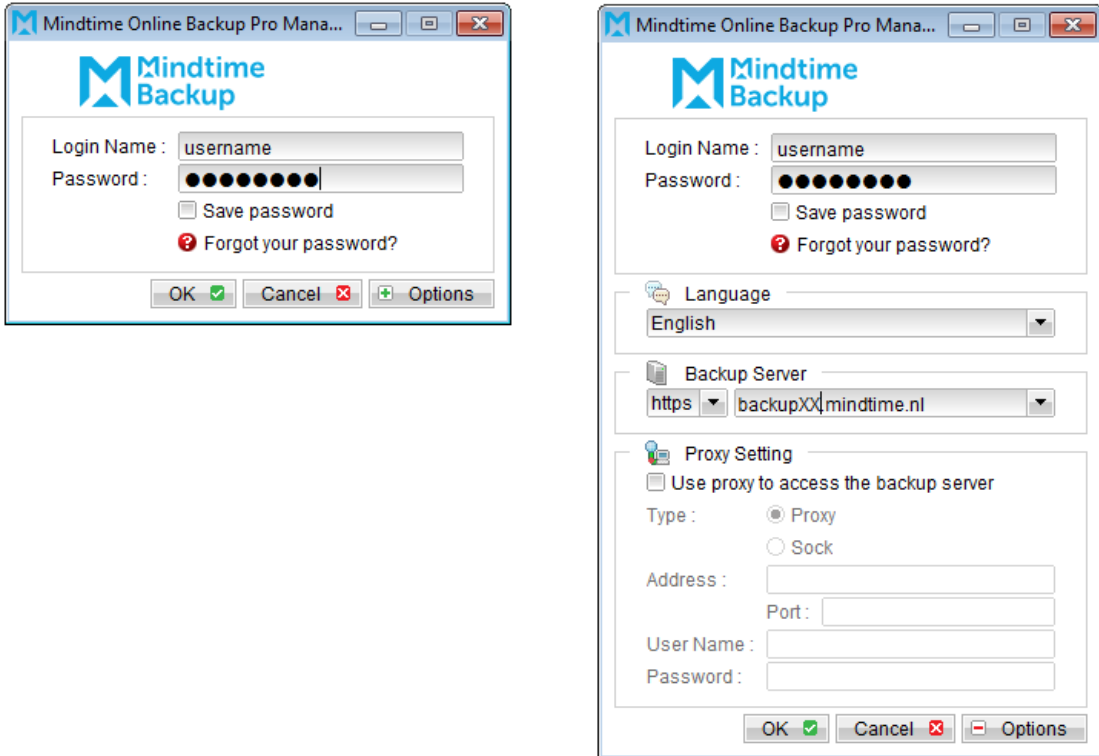 Mindtime Online Backup Pro Mana...
Mindtime
Backup
Login Name : username
Password : ●●●●●●●●
Save password
Forgot your password?
OK Cancel Options
Mindtime Online Backup Pro Mana...
Mindtime
Backup
Login Name : username
Password : ●●●●●●●●
Save password
Forgot your password?
Language
English
Backup Server
https backupXX.mindtime.nl
Proxy Setting
Use proxy to access the backup server
Type : Proxy
Sock
Address :
Port :
User Name :
Password :
OK Cancel Options